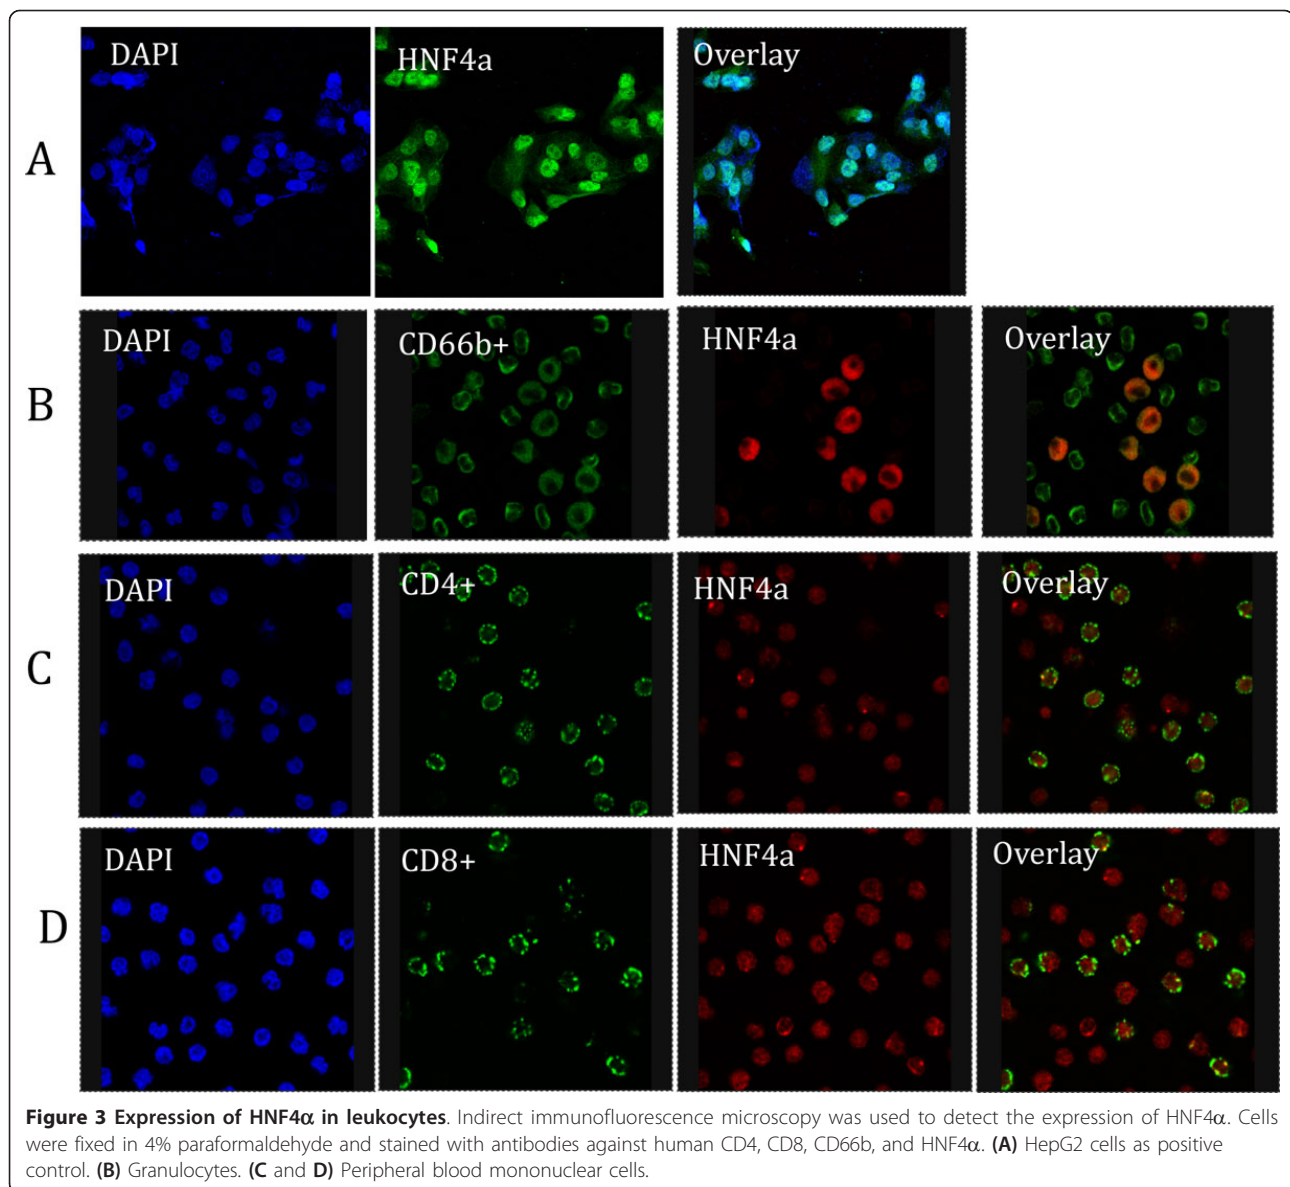 DAPI HNF4a Overlay
A
DAPI CD66b+ HNF4a Overlay
B
DAPI CD4+ HNF4a Overlay
C
DAPI CD8+ HNF4a Overlay
D
Figure 3 Expression of HNF4α in leukocytes. Indirect immunofluorescence microscopy was used to detect the expression of HNF4α. Cells
were fixed in 4% paraformaldehyde and stained with antibodies against human CD4, CD8, CD66b, and HNF4α. (A) HepG2 cells as positive
control. (B) Granulocytes. (C and D) Peripheral blood mononuclear cells.